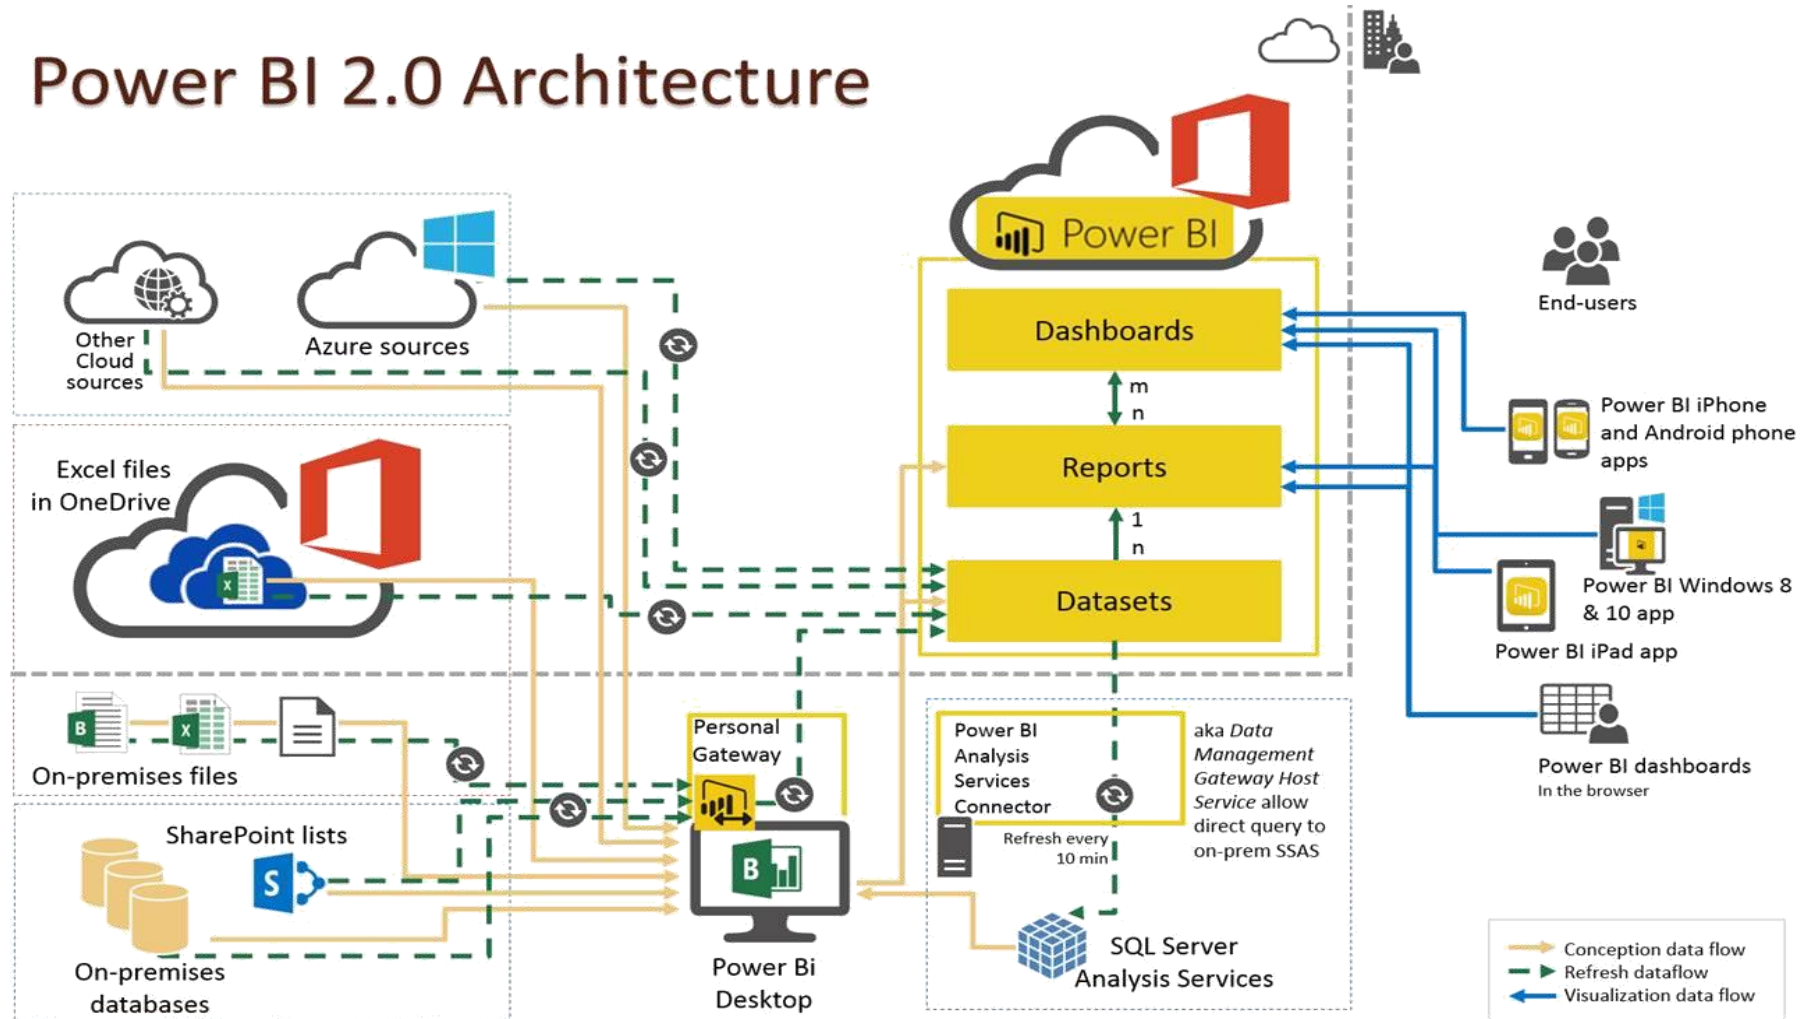 Power BI 2.0 Architecture
Power BI
Other
Cloud
sources
Azure sources
Excel files
in OneDrive
X
Dashboards
m
n
Reports
1
n
Datasets
End-users
Power BI iPhone
and Android phone
apps
Power BI Windows 8
& 10 app
Power BI iPad app
Power BI dashboards
In the browser
B
X
On-premises files
SharePoint lists
S
On-premises
databases
Personal
Gateway
B
Power Bi
Desktop
Power BI
Analysis
Services
Connector
aka Data
Management
Gateway Host
Service allow
direct query to
on-prem SSAS
Refresh every
10 min
SQL Server
Analysis Services
Conception data flow
Refresh dataflow
Visualization data flow